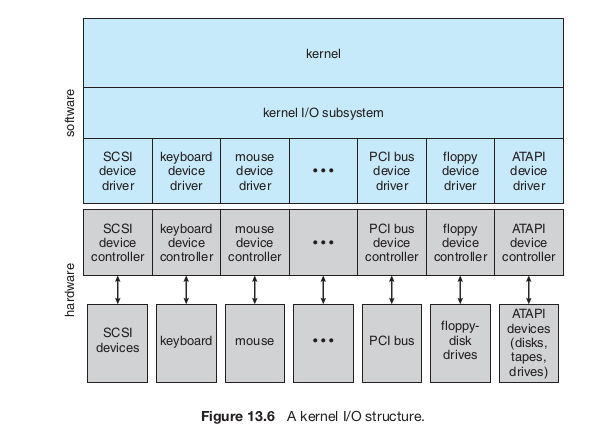 kernel
kernel I/O subsystem
software
SCSI
device
driver
keyboard
device
driver
mouse
device
driver
•••
PCI bus
device
driver
floppy
device
driver
ATAPI
device
driver
hardware
SCSI
device
controller
keyboard
device
controller
mouse
device
controller
•••
PCI bus
device
controller
floppy
device
controller
ATAPI
device
controller
SCSI
devices
keyboard
mouse
•••
PCI bus
floppy-
disk
drives
ATAPI
devices
(disks,
tapes,
drives)
Figure 13.6 A kernel I/O structure.